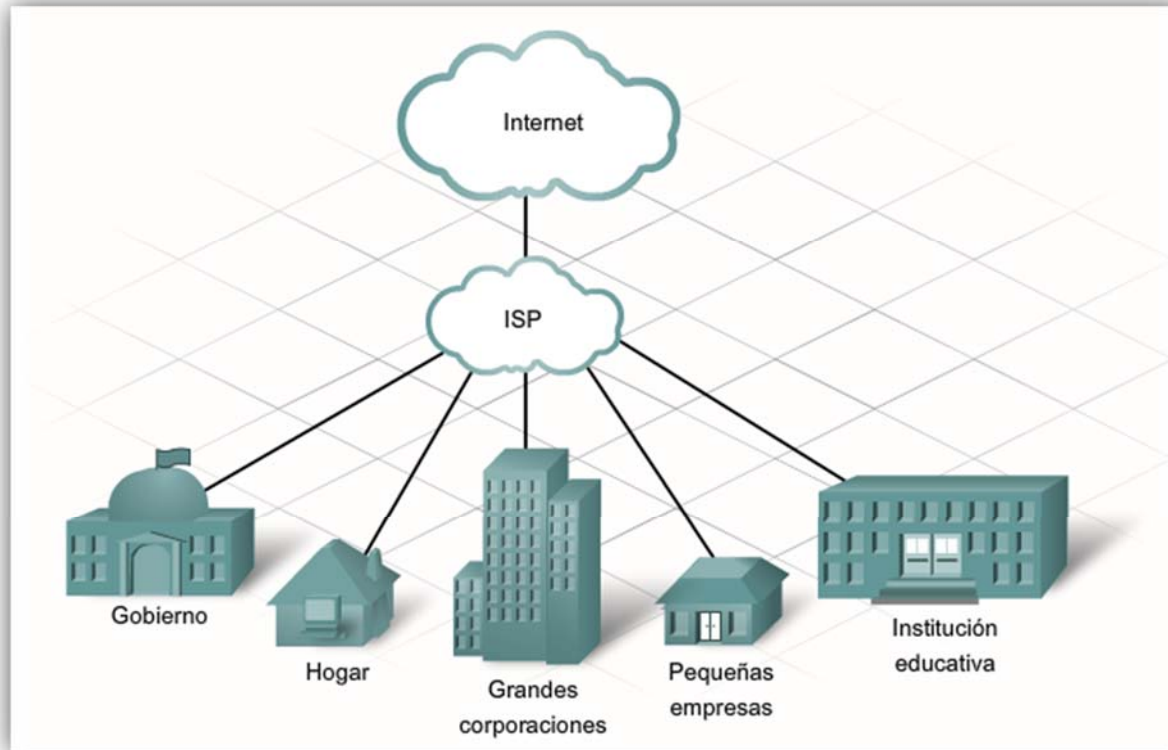 Internet
ISP
Gobierno
Hogar
Grandes
corporaciones
Pequeñas
empresas
Institución
educativa